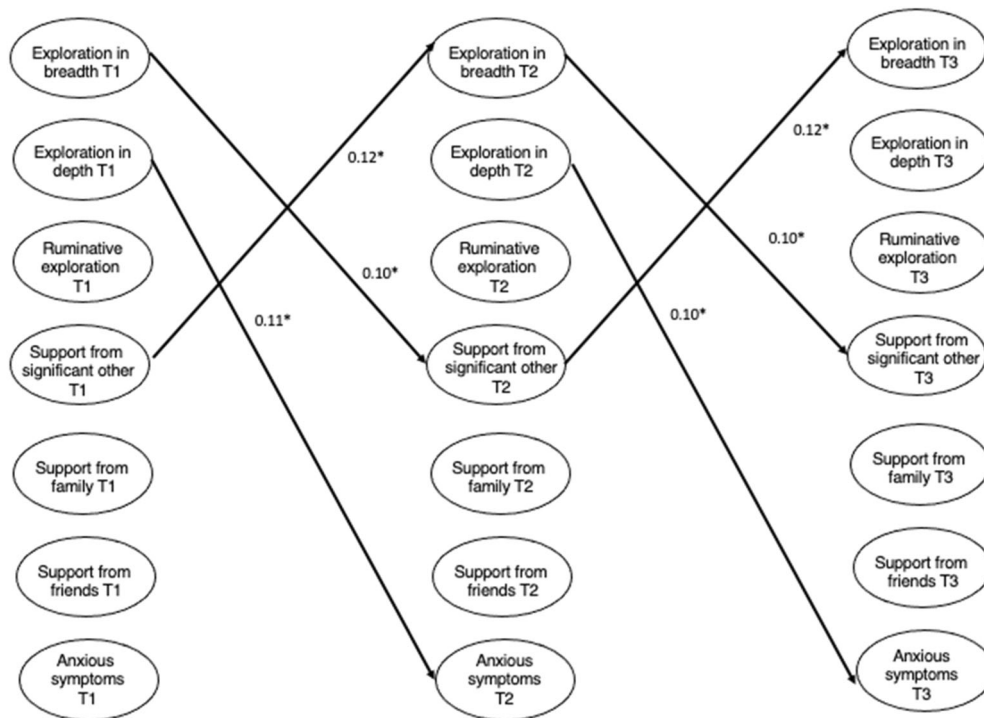 Exploration in
breadth T1
Exploration in
depth T1
Ruminative
exploration
T1
Support from
significant other
T1
Support from
family T1
Support from
friends T1
Anxious
symptoms
T1
0.12*
0.10*
0.11*
Exploration in
breadth T2
Exploration in
depth T2
Ruminative
exploration
T2
Support from
significant other
T2
Support from
family T2
Support from
friends T2
Anxious
symptoms
T2
0.12*
0.10*
0.10*
Exploration in
breadth T3
Exploration in
depth T3
Ruminative
exploration
T3
Support from
significant other
T3
Support from
family T3
Support from
friends T3
Anxious
symptoms
T3